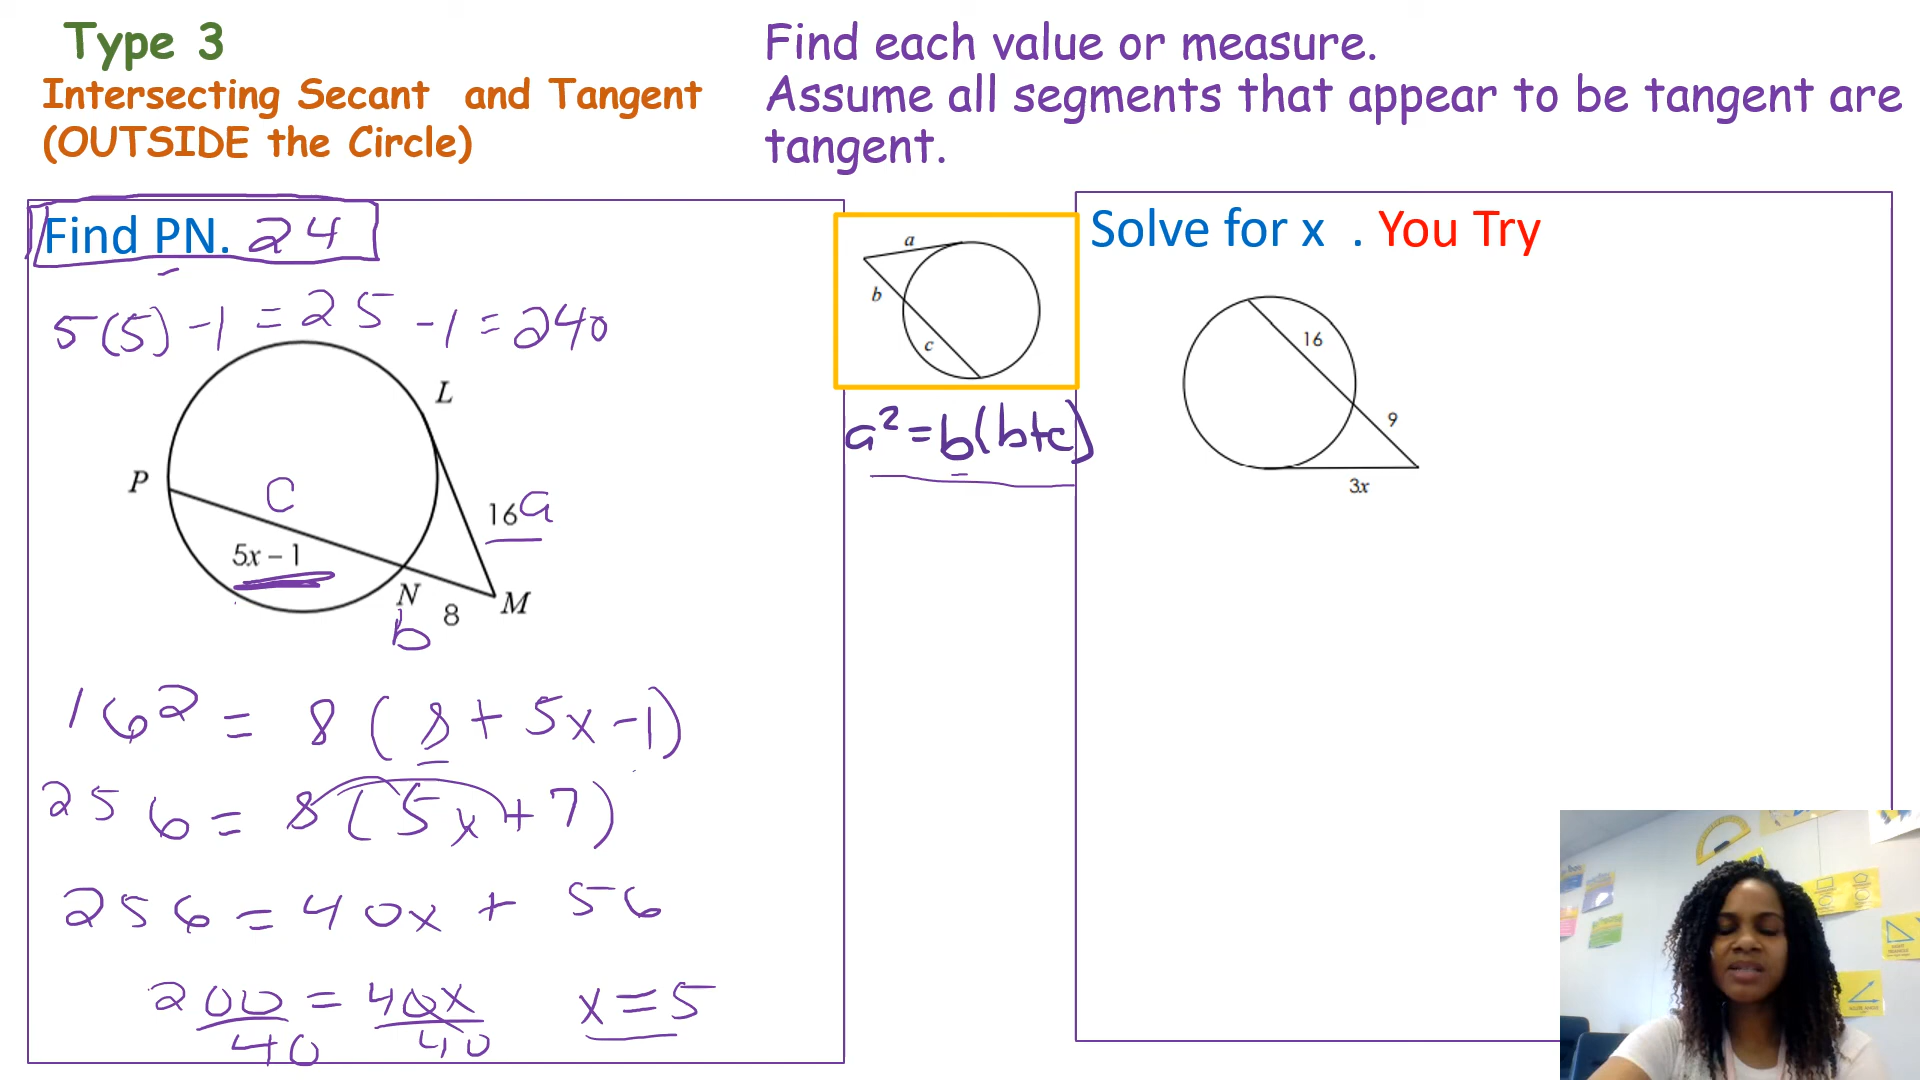 Type 3
Intersecting Secant and Tangent
(OUTSIDE the Circle)
Find each value or measure.
Assume all segments that appear to be tangent are
tangent.
Find PN. 24
5(5) -1 = 25 -1 = 240
L
P
C
16 a
5x – 1
N
8
M
b
16² = 8 (8 + 5x - 1)
256 = 8 (5x + 7)
256 = 40x + 56
200 = 40x
40 40
x = 5
a
b
c
a² = b(b+c)
Solve for x . You Try
16
9
3x